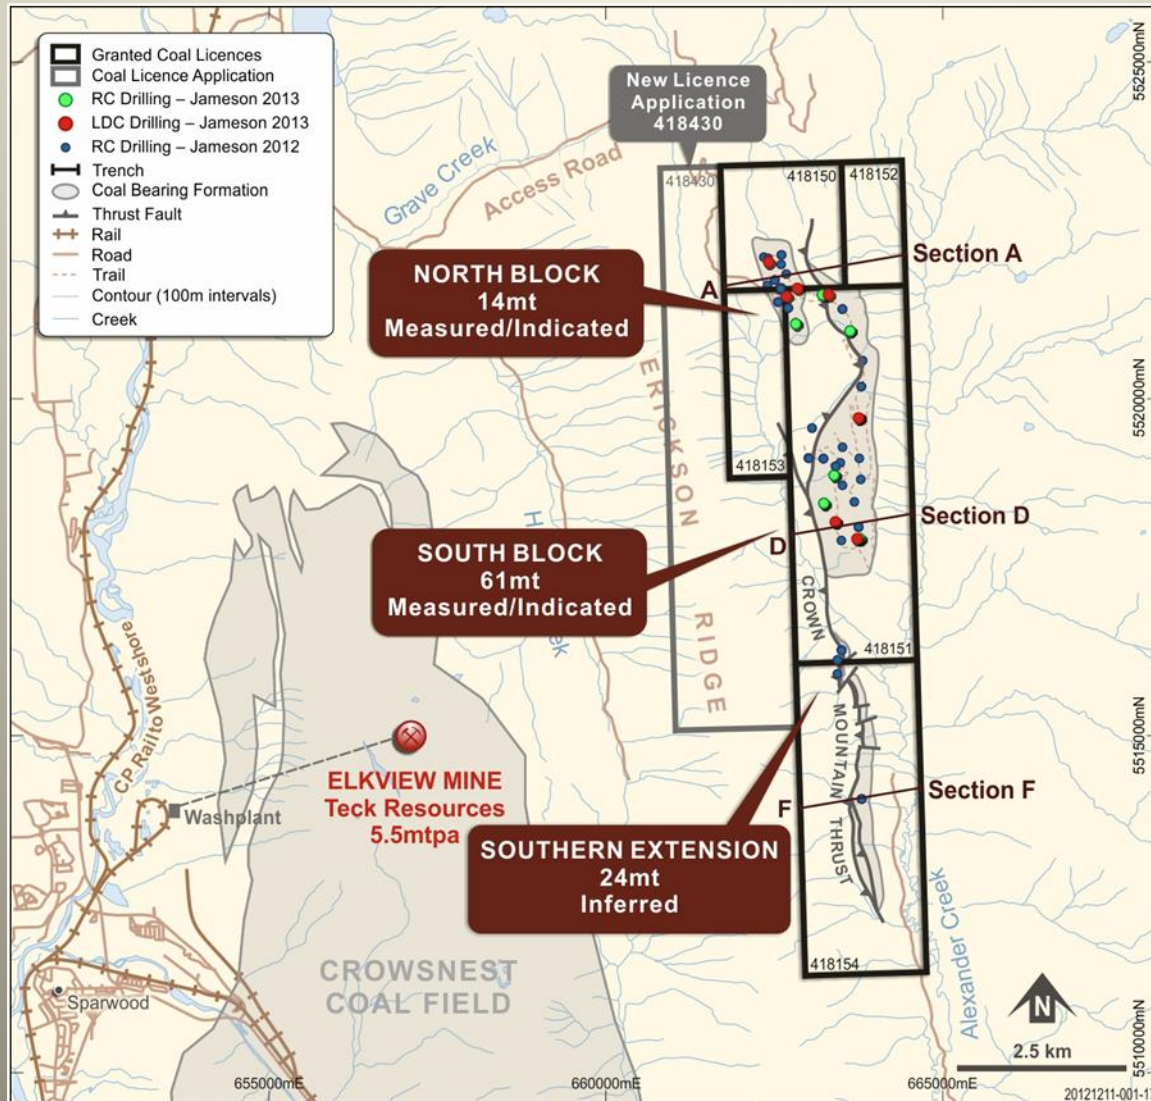 Granted Coal Licences
Coal Licence Application
RC Drilling – Jameson 2013
LDC Drilling – Jameson 2013
RC Drilling – Jameson 2012
Trench
Coal Bearing Formation
Thrust Fault
Rail
Road
Trail
Contour (100m intervals)
Creek
New Licence
Application
418430
5525000mN
Grave Creek
Access Road
418430
418150
418152
Section A
A
NORTH BLOCK
14mt
Measured/Indicated
5520000mN
ERICKSON
RIDGE
418153
Section D
D
SOUTH BLOCK
61mt
Measured/Indicated
CROWN
MOUNTAIN
THRUST
418151
CP Rail to Westshore
5515000mN
ELKVIEW MINE
Teck Resources
5.5mtpa
Washplant
Section F
F
SOUTHERN EXTENSION
24mt
Inferred
Alexander Creek
418154
CROWSNEST
COAL FIELD
Sparwood
N
2.5 km
5510000mN
655000mE
660000mE
665000mE